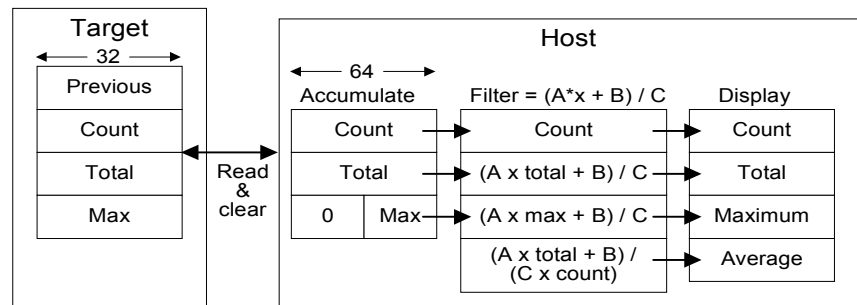 Target
32
Previous
Count
Total
Max
Read
&
clear
Host
64
Accumulate
Count
Total
0 Max
Filter = (A*x + B) / C
Count
(A x total + B) / C
(A x max + B) / C
(A x total + B) /
(C x count)
Display
Count
Total
Maximum
Average